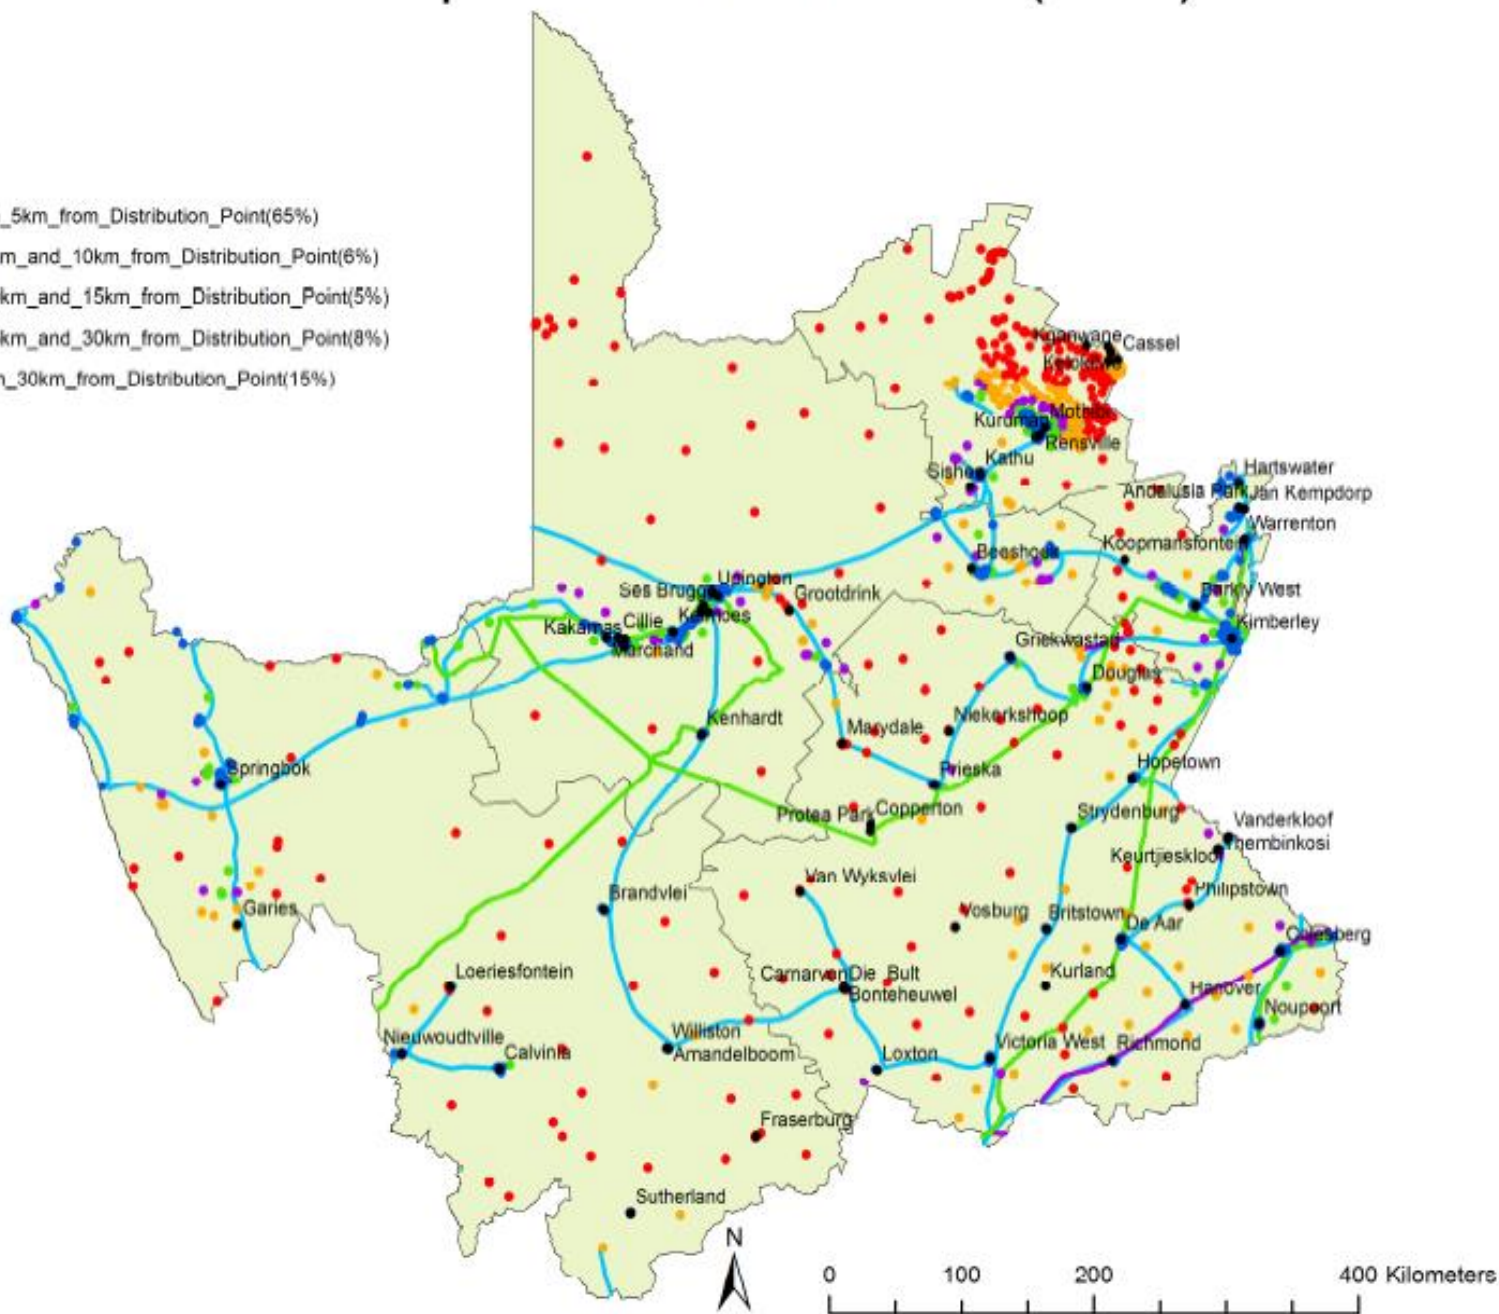 _5km_from_Distribution_Point(65%)
m_and_10km_from_Distribution_Point(6%)
km_and_15km_from_Distribution_Point(5%)
km_and_30km_from_Distribution_Point(8%)
_30km_from_Distribution_Point(15%)
Cassel
Kuruman
Rensville
Kathu
Hartswater
Andalusia Park
Jan Kempdorp
Warrenton
Beeshoek
Koopmansfontein
Upington
Ses Brugge
Grootdrink
Barkly West
Kakamas
Cillie
Keimoes
Kimberley
Marchand
Griekwastad
Douglas
Kenhardt
Marydale
Niekerkshoop
Springbok
Prieska
Hopetown
Protea Park
Copperton
Strydenburg
Vanderkloof
Thembinkosi
Keurtjieskloof
Van Wyksvlei
Philipstown
Brandvlei
Vosburg
Britstown
De Aar
Garies
Colesberg
Loeriesfontein
Carnarvon
Die Bult
Kurland
Bonteheuwel
Hanover
Noupoort
Nieuwoudtville
Calvinia
Williston
Amandelboom
Loxton
Victoria West
Richmond
Fraserburg
Sutherland
N
0 100 200 400 Kilometers